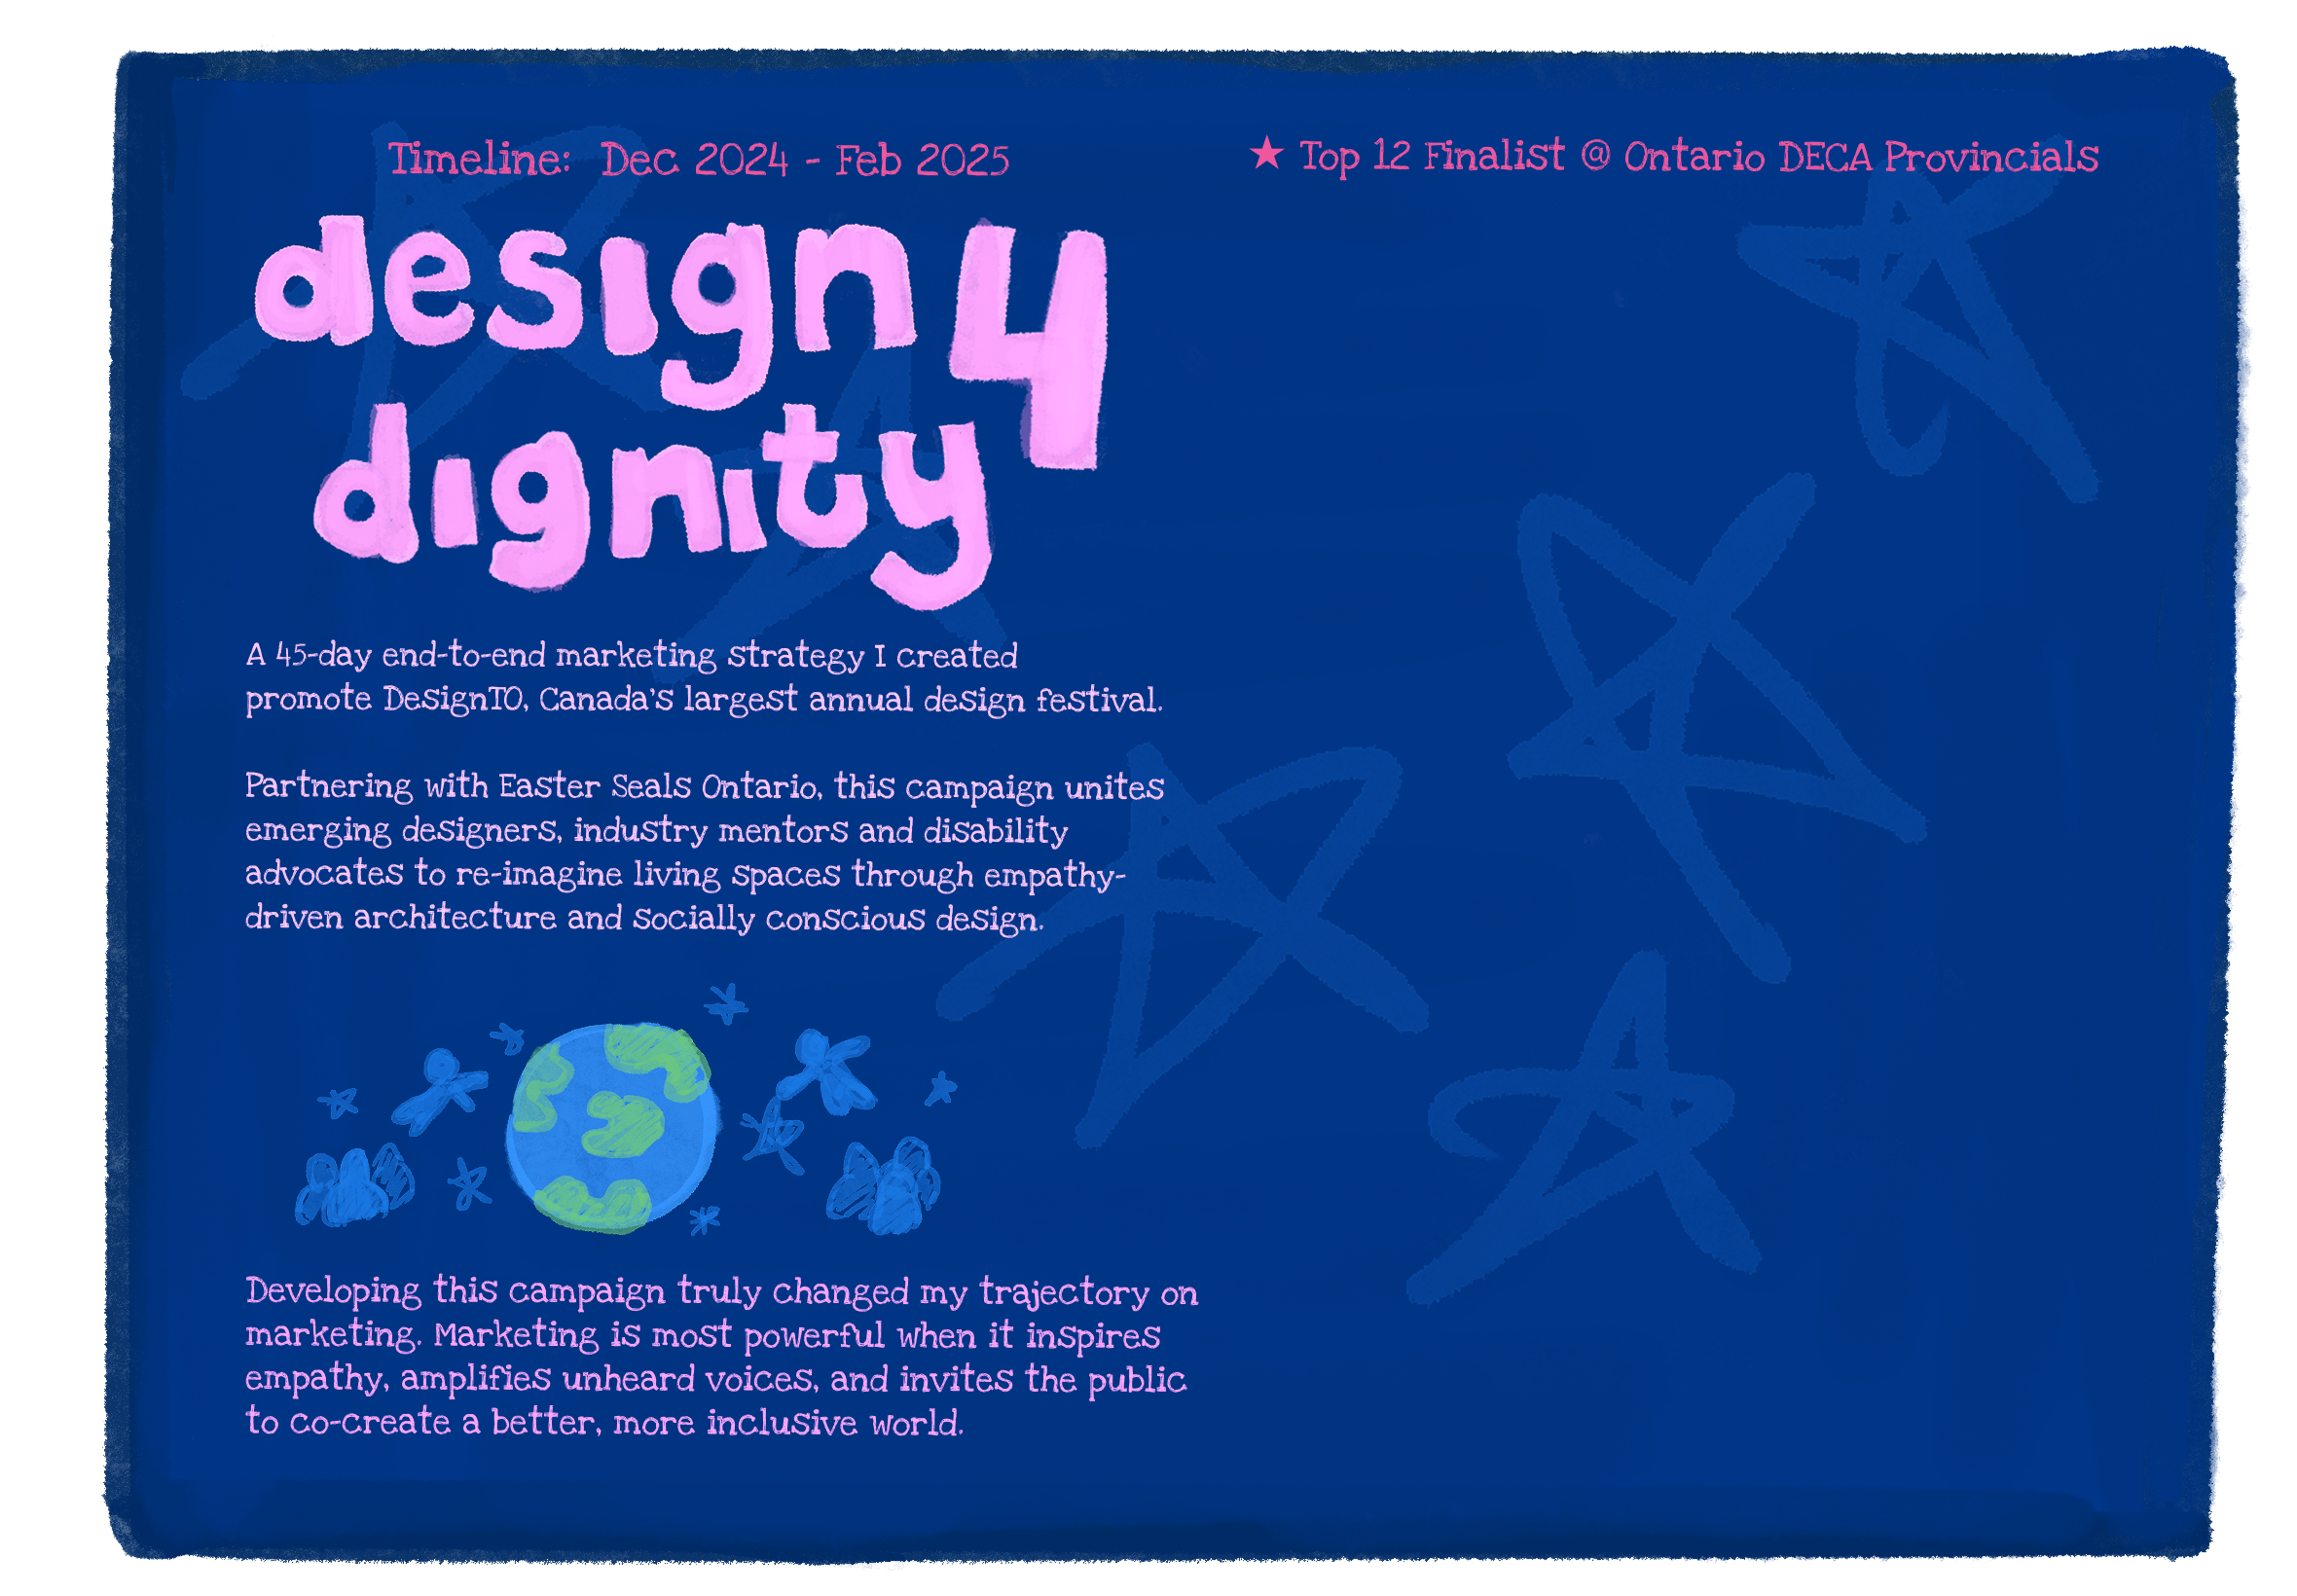 Timeline: Dec 2024 - Feb 2025
★ Top 12 Finalist @ Ontario DECA Provincials
design 4
dignity
A 45-day end-to-end marketing strategy I created
promote DesignTO, Canada's largest annual design festival.
Partnering with Easter Seals Ontario, this campaign unites
emerging designers, industry mentors and disability
advocates to re-imagine living spaces through empathy-
driven architecture and socially conscious design.
Developing this campaign truly changed my trajectory on
marketing. Marketing is most powerful when it inspires
empathy, amplifies unheard voices, and invites the public
to co-create a better, more inclusive world.